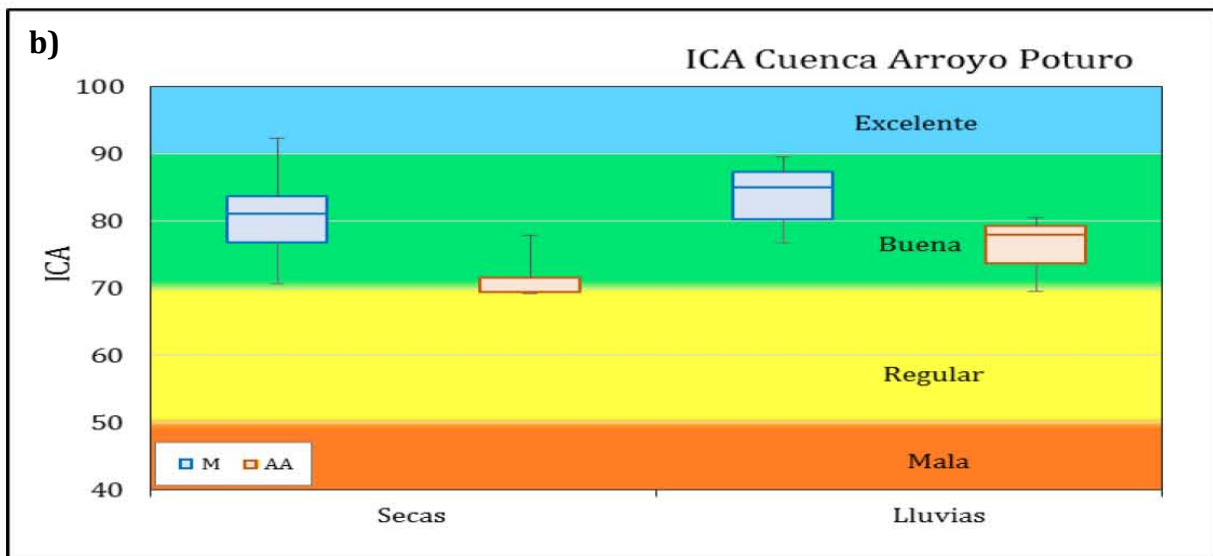 b)
ICA Cuenca Arroyo Poturo
100
Excelente
90
80
Buena
ICA
70
60
Regular
50
M AA
Mala
40
Secas Lluvias